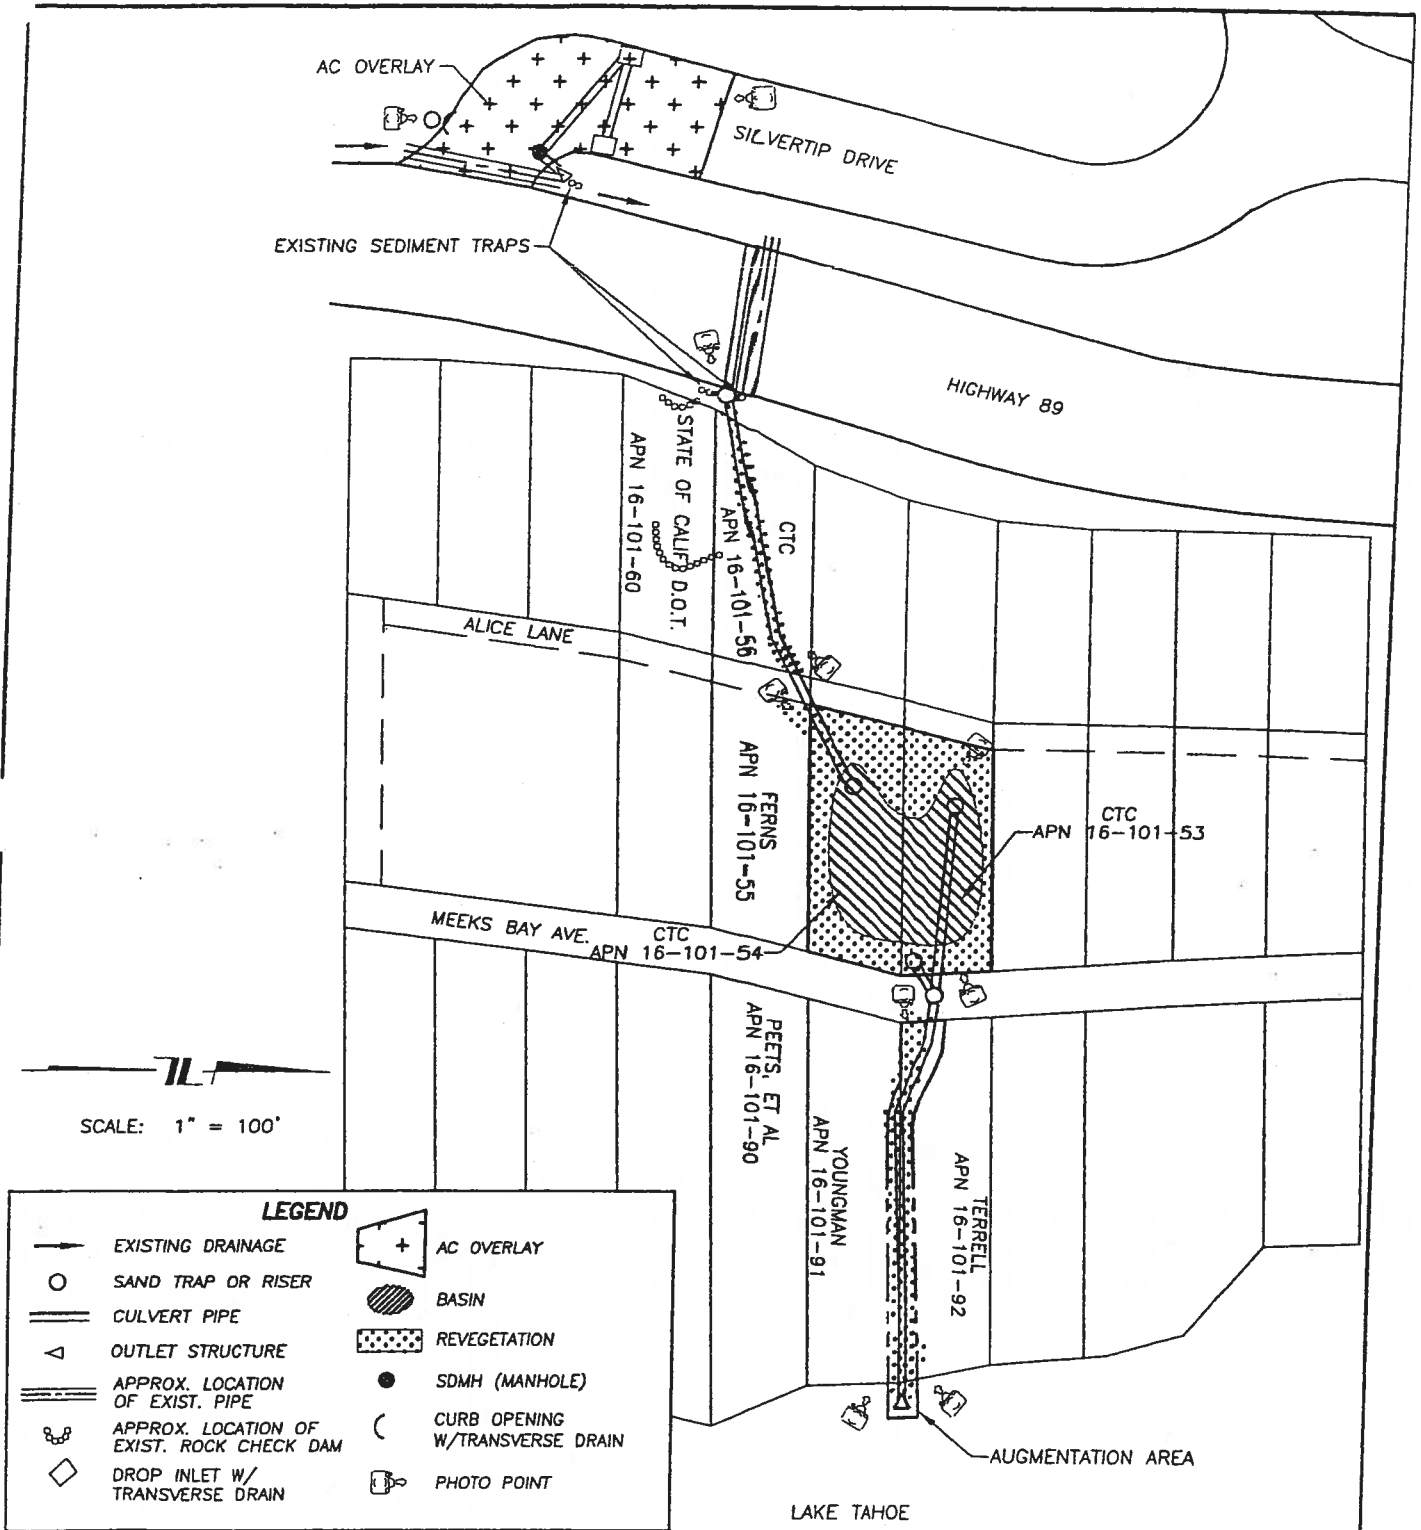 AC OVERLAY
SILVERTIP DRIVE
EXISTING SEDIMENT TRAPS
HIGHWAY 89
STATE OF CALIF. D.O.T.
APN 16-101-60
CTC
APN 16-101-56
ALICE LANE
FERNS
APN 16-101-55
CTC
APN 16-101-53
MEEKS BAY AVE.
CTC
APN 16-101-54
PEETS, ET AL
APN 16-101-90
YOUNGMAN
APN 16-101-91
TERRELL
APN 16-101-92
SCALE: 1" = 100'
LEGEND
EXISTING DRAINAGE
SAND TRAP OR RISER
CULVERT PIPE
OUTLET STRUCTURE
APPROX. LOCATION
OF EXIST. PIPE
APPROX. LOCATION OF
EXIST. ROCK CHECK DAM
DROP INLET W/
TRANSVERSE DRAIN
AC OVERLAY
BASIN
REVEGETATION
SDMH (MANHOLE)
CURB OPENING
W/TRANSVERSE DRAIN
PHOTO POINT
AUGMENTATION AREA
LAKE TAHOE